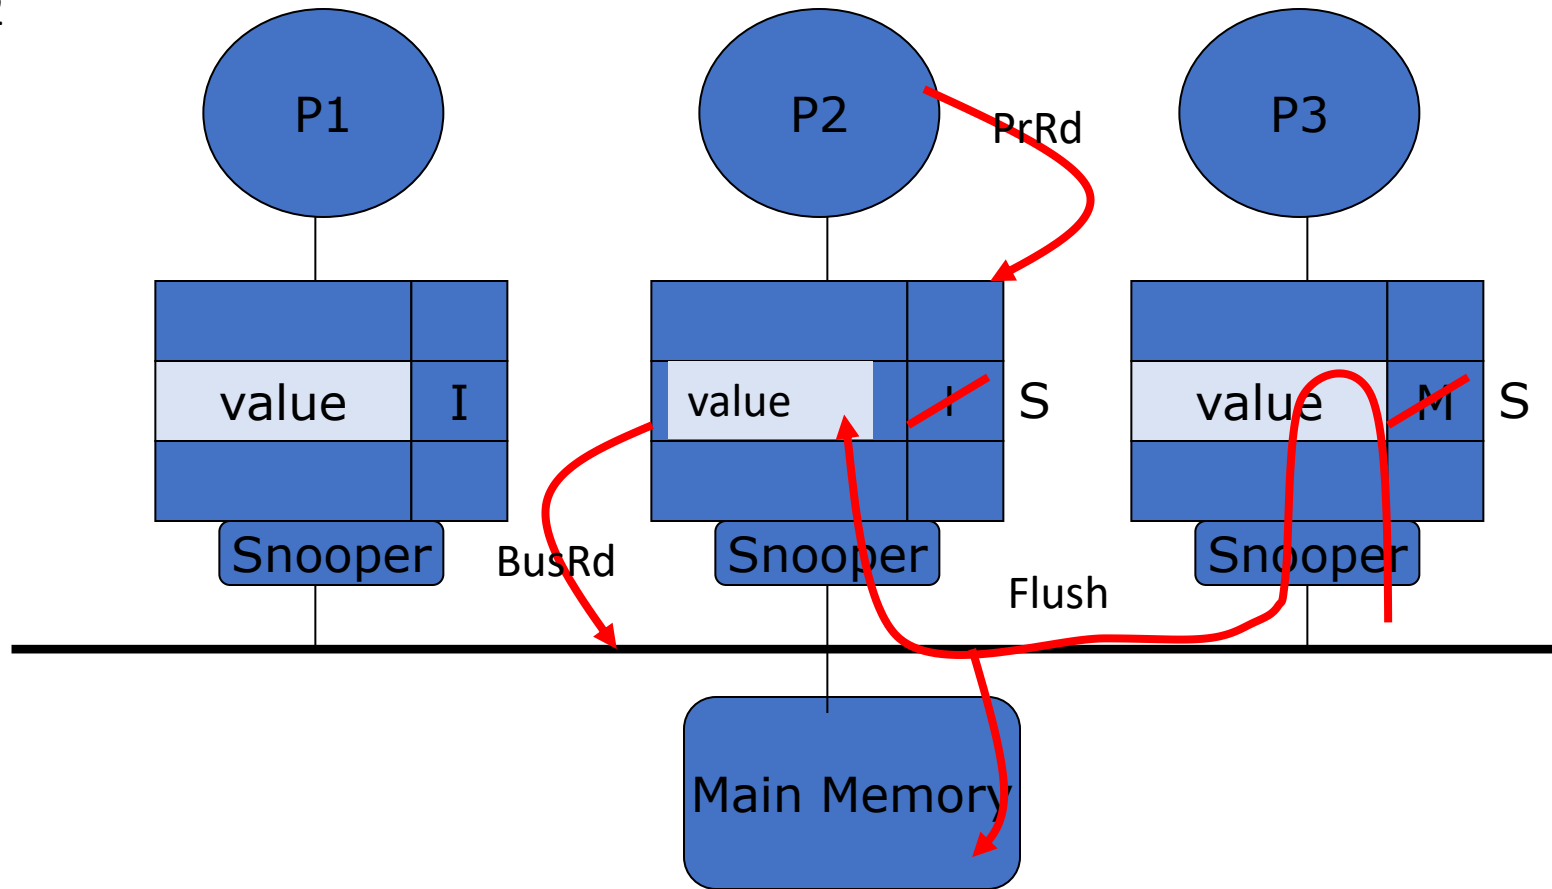 P1
P2
P3
PrRd
value
I
value
I
S
value
M
S
Snooper
Snooper
Snooper
BusRd
Flush
Main Memory